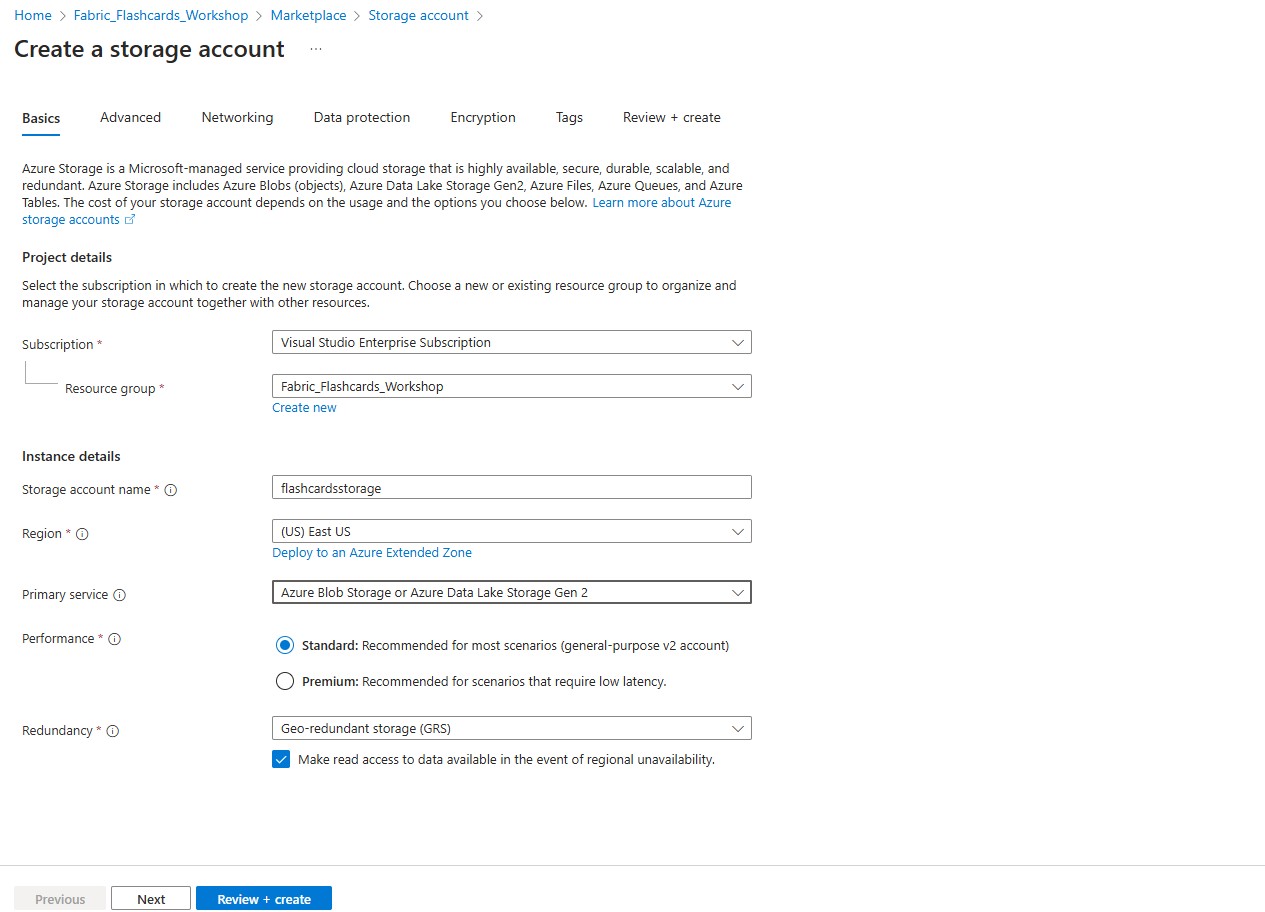 Home > Fabric_Flashcards_Workshop > Marketplace > Storage account >
Create a storage account ...
Basics Advanced Networking Data protection Encryption Tags Review + create
Azure Storage is a Microsoft-managed service providing cloud storage that is highly available, secure, durable, scalable, and
redundant. Azure Storage includes Azure Blobs (objects), Azure Data Lake Storage Gen2, Azure Files, Azure Queues, and Azure
Tables. The cost of your storage account depends on the usage and the options you choose below. Learn more about Azure
storage accounts
Project details
Select the subscription in which to create the new storage account. Choose a new or existing resource group to organize and
manage your storage account together with other resources.
Subscription * Visual Studio Enterprise Subscription
Resource group * Fabric_Flashcards_Workshop
Create new
Instance details
Storage account name * flashcardsstorage
Region * (US) East US
Deploy to an Azure Extended Zone
Primary service Azure Blob Storage or Azure Data Lake Storage Gen 2
Performance * Standard: Recommended for most scenarios (general-purpose v2 account)
Premium: Recommended for scenarios that require low latency.
Redundancy * Geo-redundant storage (GRS)
Make read access to data available in the event of regional unavailability.
Previous Next Review + create